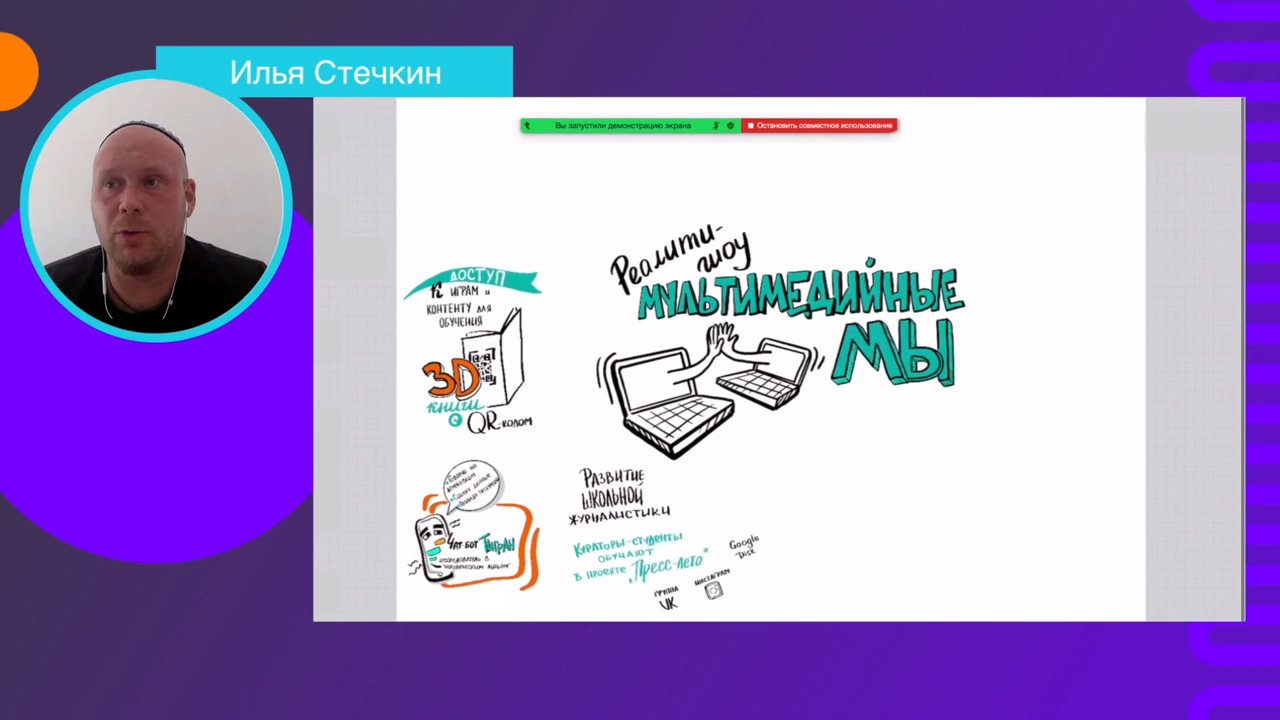 Илья Стечкин
Вы запустили демонстрацию экрана
Остановить совместное использование
Реалити-
шоу
МУЛЬТИМЕДИЙНЫЕ
МЫ
ДОСТУП
К ИГРАМ и
КОНТЕНТУ для
ОБУЧЕНИЯ
3D
КНИГИ
С QR-КОДОМ
ЧАТ-БОТ ТИГРАН
РАЗВИТИЕ
ШКОЛЬНОЙ
ЖУРНАЛИСТИКИ
КУРАТОРЫ-СТУДЕНТЫ
ОБУЧАЮТ
В ПРОЕКТЕ „ПРЕСС-ЛЕТО"
ГРУППА
VK
ИНСТАГРАМ
Google
Disk